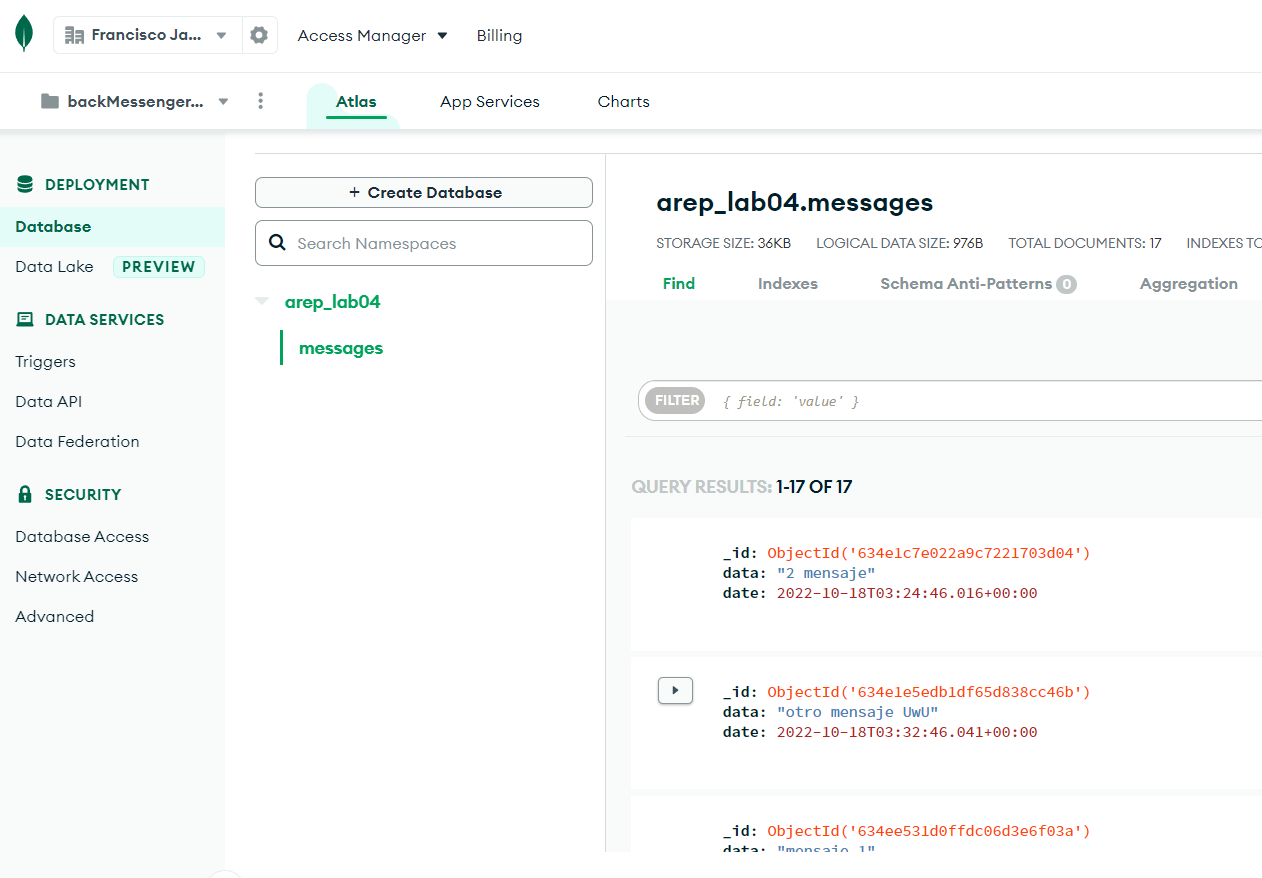 Francisco Ja...
Access Manager
Billing
backMessenger...
Atlas
App Services
Charts
DEPLOYMENT
Database
Data Lake PREVIEW
DATA SERVICES
Triggers
Data API
Data Federation
SECURITY
Database Access
Network Access
Advanced
+ Create Database
Search Namespaces
arep_lab04
messages
arep_lab04.messages
STORAGE SIZE: 36KB LOGICAL DATA SIZE: 976B TOTAL DOCUMENTS: 17 INDEXES TO
Find Indexes Schema Anti-Patterns 0 Aggregation
FILTER { field: 'value' }
QUERY RESULTS: 1-17 OF 17
_id: ObjectId('634e1c7e022a9c7221703d04')
data: "2 mensaje"
date: 2022-10-18T03:24:46.016+00:00
_id: ObjectId('634e1e5edb1df65d838cc46b')
data: "otro mensaje UwU"
date: 2022-10-18T03:32:46.041+00:00
_id: ObjectId('634ee531d0ffdc06d3e6f03a')
data: "mensaje 1"